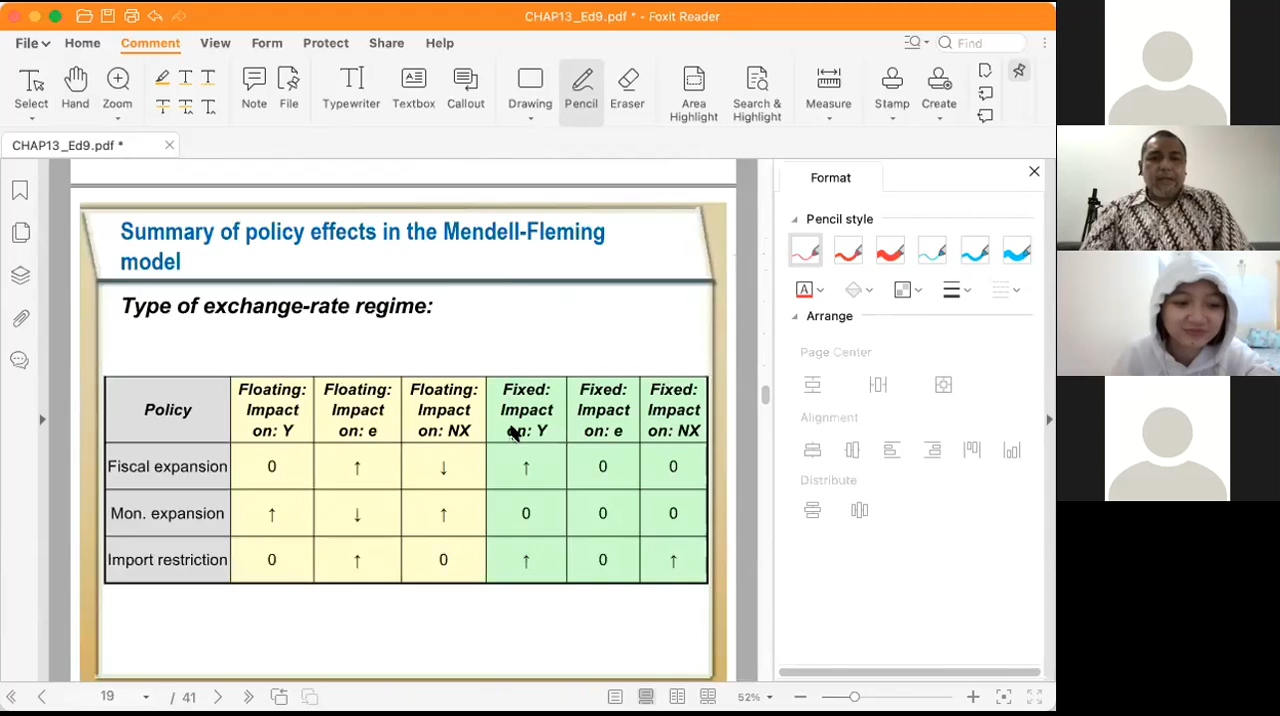 CHAP13_Ed9.pdf * - Foxit Reader
File Home Comment View Form Protect Share Help Find
Select Hand Zoom Note File Typewriter Textbox Callout Drawing Pencil Eraser Area Highlight Search & Highlight Measure Stamp Create
CHAP13_Ed9.pdf *
Format
Pencil style
Arrange
Page Center
Alignment
Distribute
Summary of policy effects in the Mendell-Fleming
model
Type of exchange-rate regime:
Policy Floating: Impact on: Y Floating: Impact on: e Floating: Impact on: NX Fixed: Impact on: Y Fixed: Impact on: e Fixed: Impact on: NX
Fiscal expansion 0 ↑ ↓ ↑ 0 0
Mon. expansion ↑ ↓ ↑ 0 0 0
Import restriction 0 ↑ 0 ↑ 0 ↑
19 / 41 52%